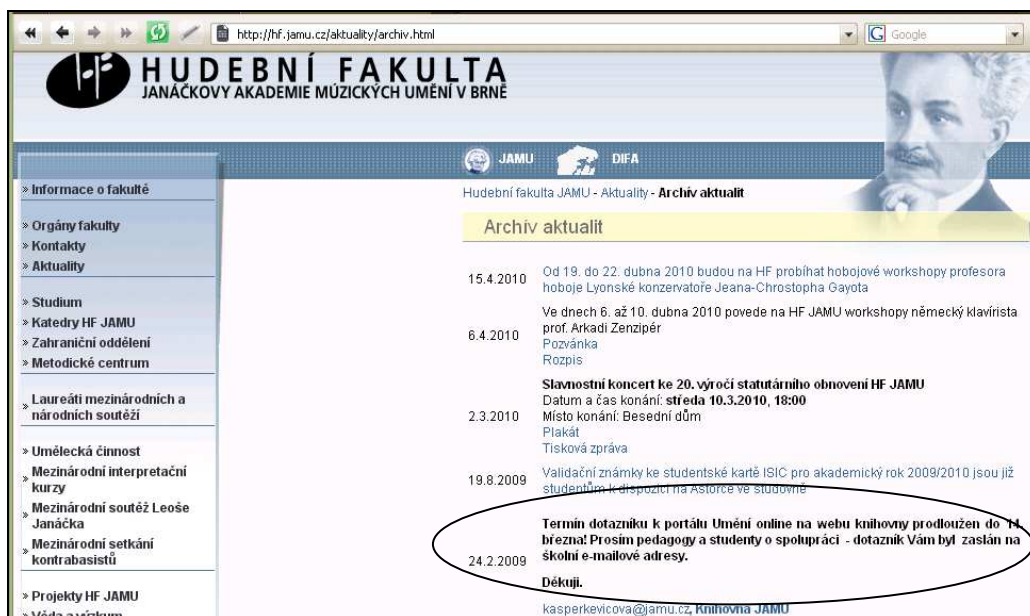 http://hf.jamu.cz/aktuality/archiv.html
Google
HUDEBNÍ FAKULTA
JANÁČKOVY AKADEMIE MÚZICKÝCH UMĚNÍ V BRNĚ
JAMU
DIFA
» Informace o fakultě
» Orgány fakulty
» Kontakty
» Aktuality
» Studium
» Katedry HF JAMU
» Zahraniční oddělení
» Metodické centrum
» Laureáti mezinárodních a
národních soutěží
» Umělecká činnost
» Mezinárodní interpretační
kurzy
» Mezinárodní soutěž Leoše
Janáčka
» Mezinárodní setkání
kontrabasistů
» Projekty HF JAMU
» Věda a výzkum
Hudební fakulta JAMU - Aktuality - Archív aktualit
Archív aktualit
15.4.2010
Od 19. do 22. dubna 2010 budou na HF probíhat hobojové workshopy profesora
hoboje Lyonské konzervatoře Jeana-Chrostopha Gayota
6.4.2010
Ve dnech 6. až 10. dubna 2010 povede na HF JAMU workshopy německý klavírista
prof. Arkadi Zenzipér
Pozvánka
Rozpis
2.3.2010
Slavnostní koncert ke 20. výročí statutárního obnovení HF JAMU
Datum a čas konání: středa 10.3.2010, 18:00
Místo konání: Besední dům
Plakát
Tisková zpráva
19.8.2009
Validační známky ke studentské kartě ISIC pro akademický rok 2009/2010 jsou již
studentům k dispozici na Astorce ve studovně
24.2.2009
Termín dotazníku k portálu Umění online na webu knihovny prodloužen do 14.
března! Prosím pedagogy a studenty o spolupráci - dotazník Vám byl zaslán na
školní e-mailové adresy.
Děkuji.
kasperkevicova@jamu.cz, Knihovna JAMU